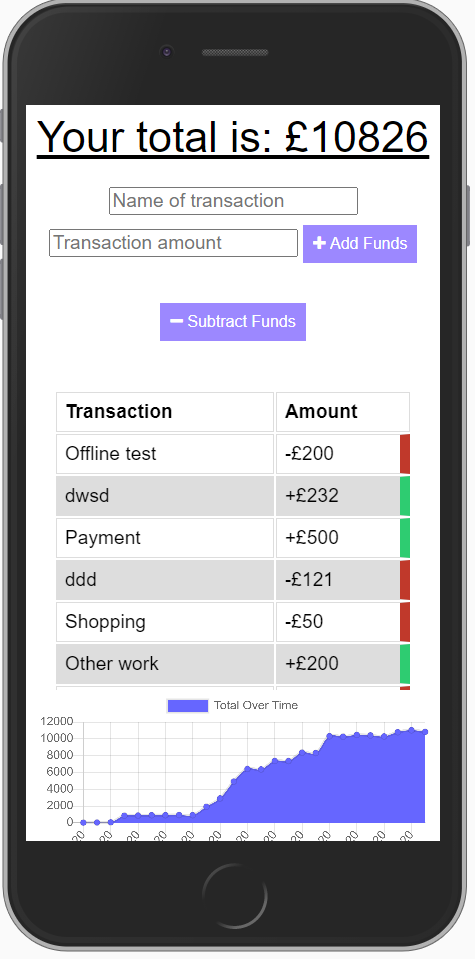 Your total is: £10826
Name of transaction
Transaction amount
Add Funds
Subtract Funds
Transaction Amount
Offline test -£200
dwsd +£232
Payment +£500
ddd -£121
Shopping -£50
Other work +£200
Total Over Time
12000
10000
8000
6000
4000
2000
0